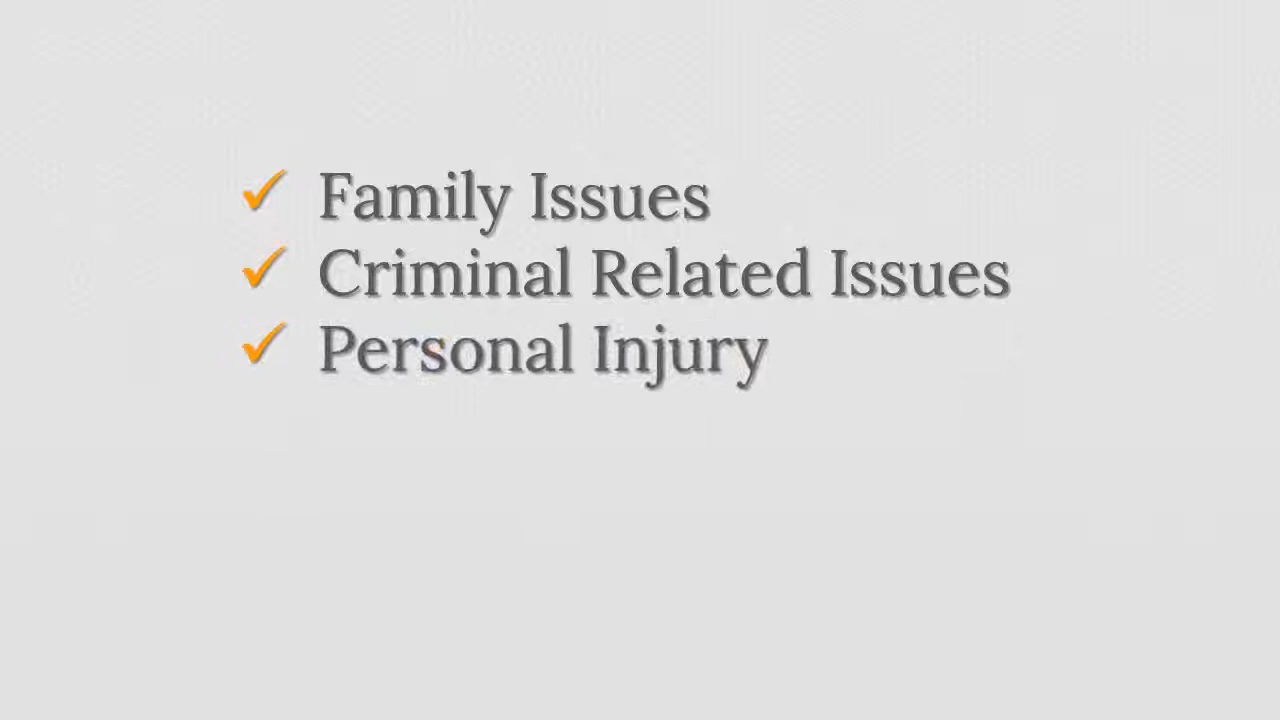 ✓ Family Issues
✓ Criminal Related Issues
✓ Personal Injury